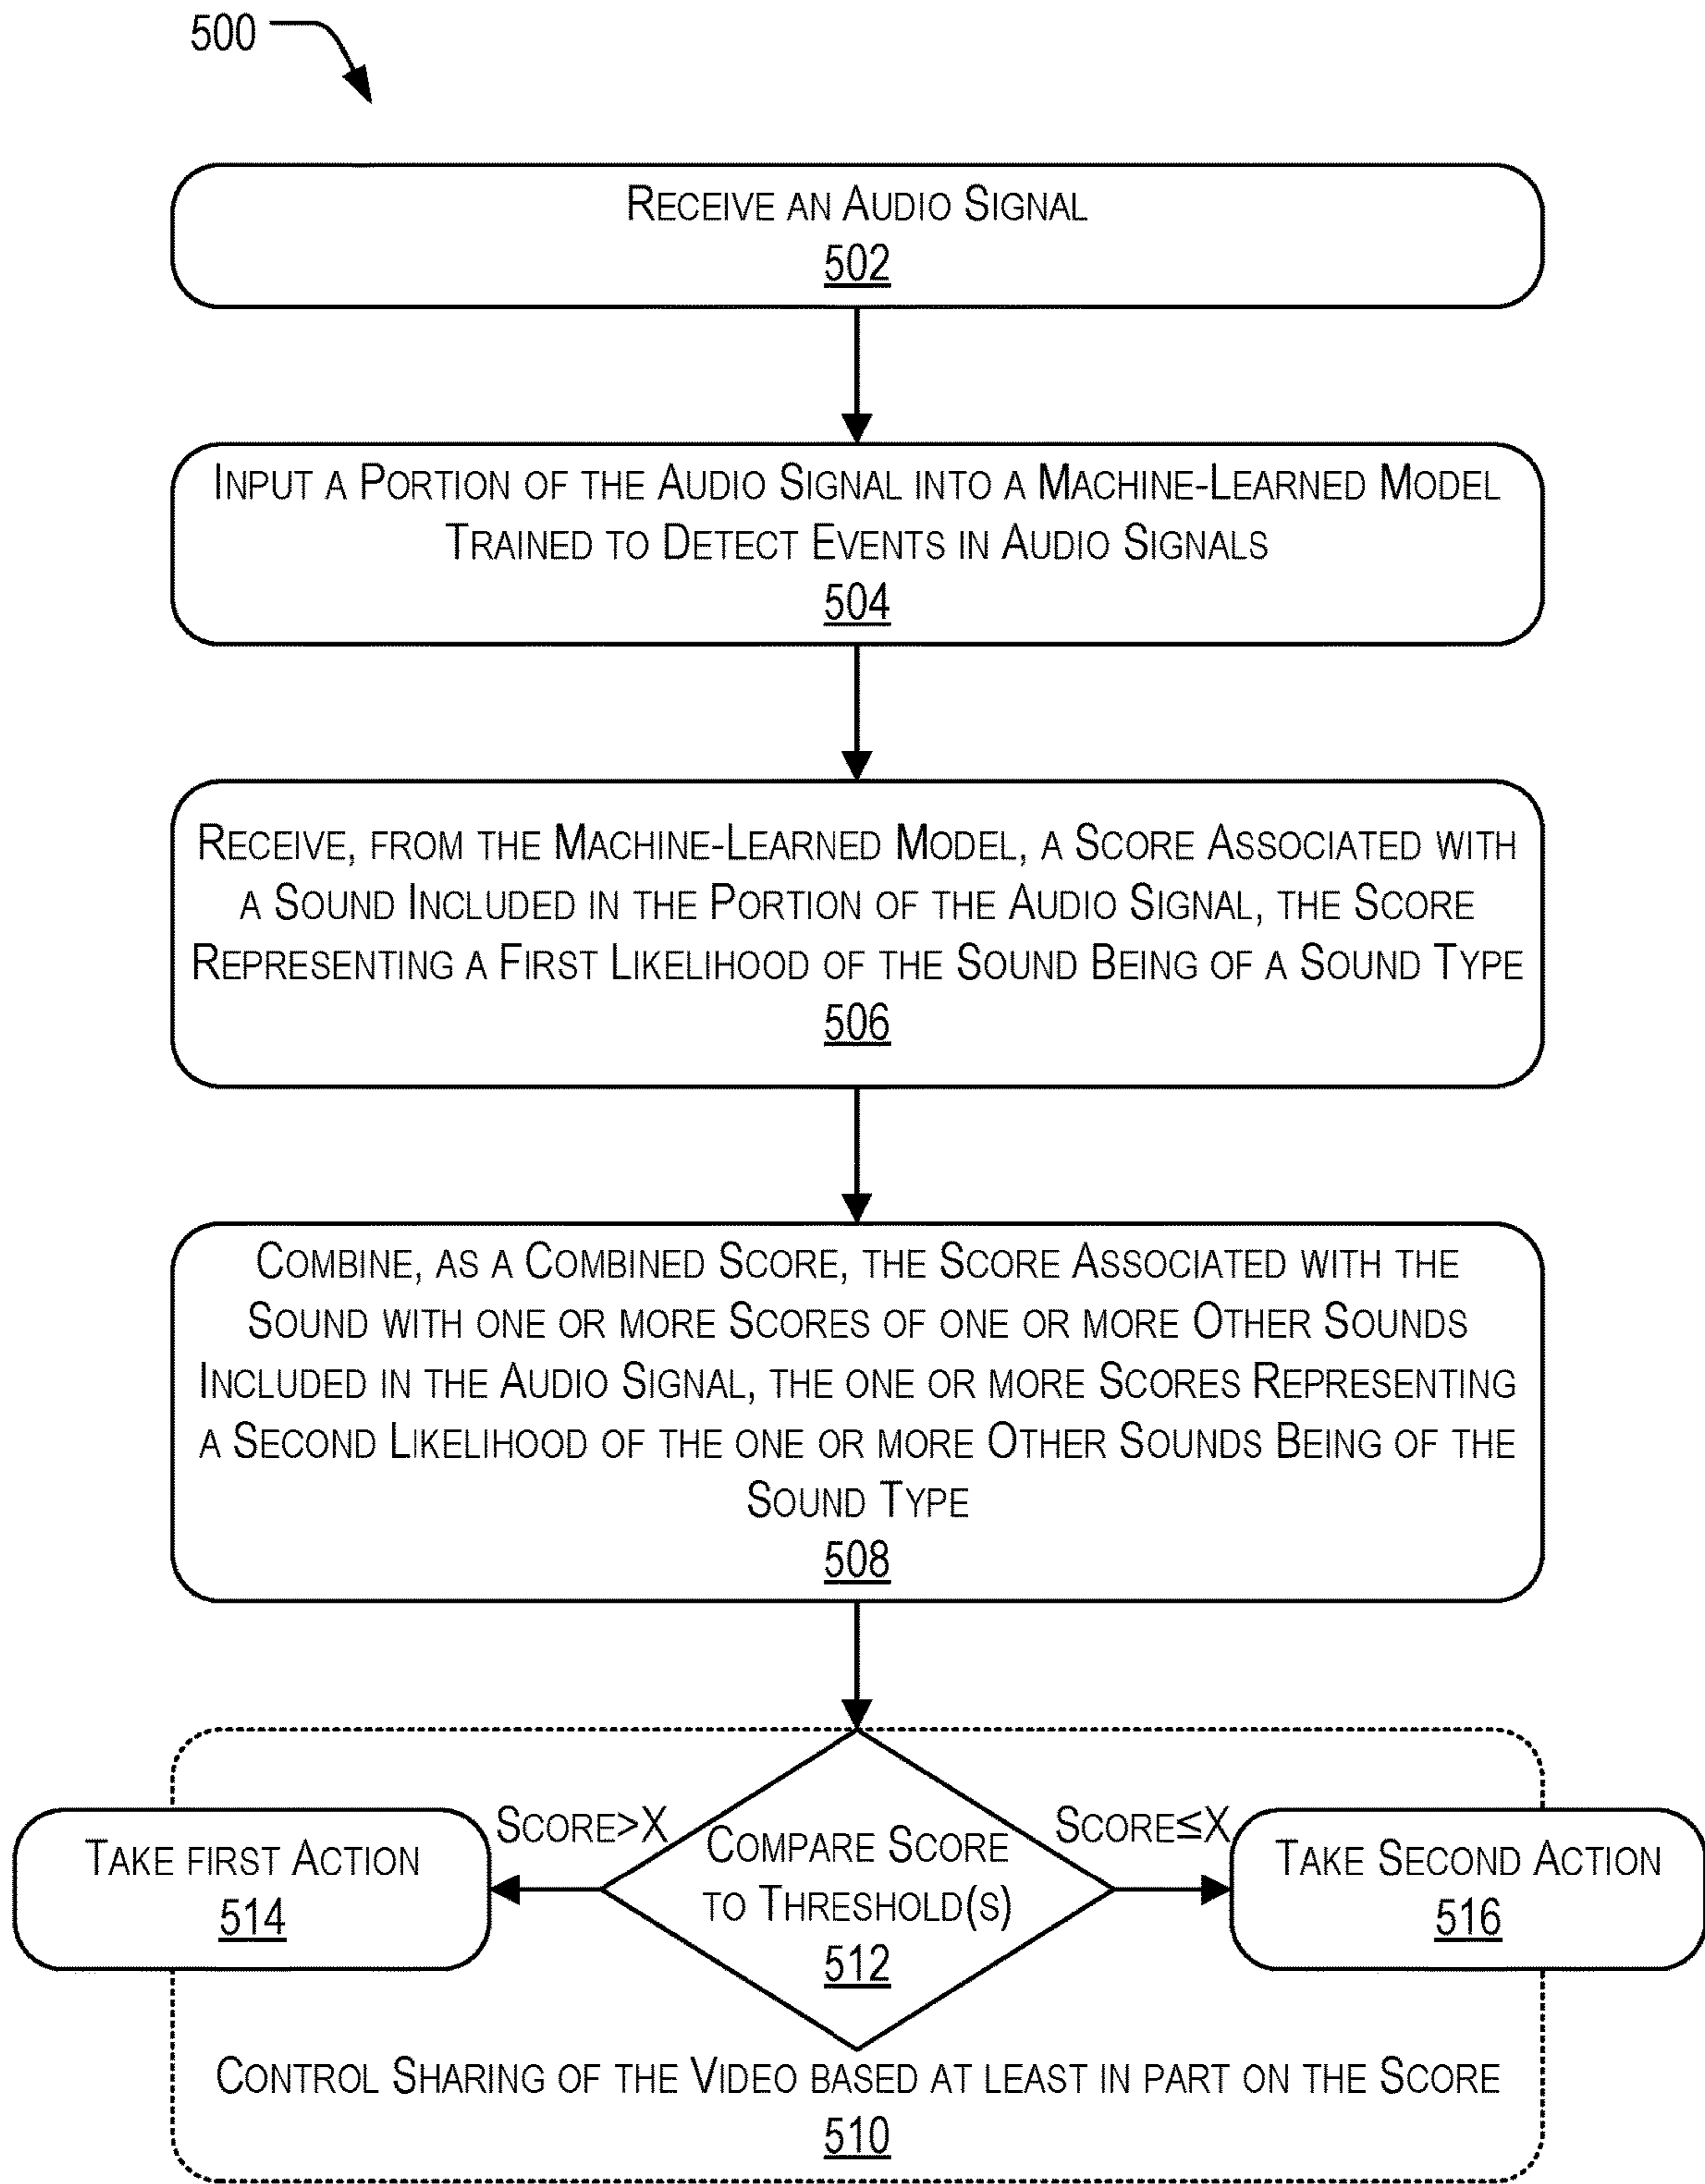 500
RECEIVE AN AUDIO SIGNAL
502
INPUT A PORTION OF THE AUDIO SIGNAL INTO A MACHINE-LEARNED MODEL
TRAINED TO DETECT EVENTS IN AUDIO SIGNALS
504
RECEIVE, FROM THE MACHINE-LEARNED MODEL, A SCORE ASSOCIATED WITH
A SOUND INCLUDED IN THE PORTION OF THE AUDIO SIGNAL, THE SCORE
REPRESENTING A FIRST LIKELIHOOD OF THE SOUND BEING OF A SOUND TYPE
506
COMBINE, AS A COMBINED SCORE, THE SCORE ASSOCIATED WITH THE
SOUND WITH ONE OR MORE SCORES OF ONE OR MORE OTHER SOUNDS
INCLUDED IN THE AUDIO SIGNAL, THE ONE OR MORE SCORES REPRESENTING
A SECOND LIKELIHOOD OF THE ONE OR MORE OTHER SOUNDS BEING OF THE
SOUND TYPE
508
SCORE>X
SCORE≤X
TAKE FIRST ACTION
514
COMPARE SCORE
TO THRESHOLD(S)
512
TAKE SECOND ACTION
516
CONTROL SHARING OF THE VIDEO BASED AT LEAST IN PART ON THE SCORE
510